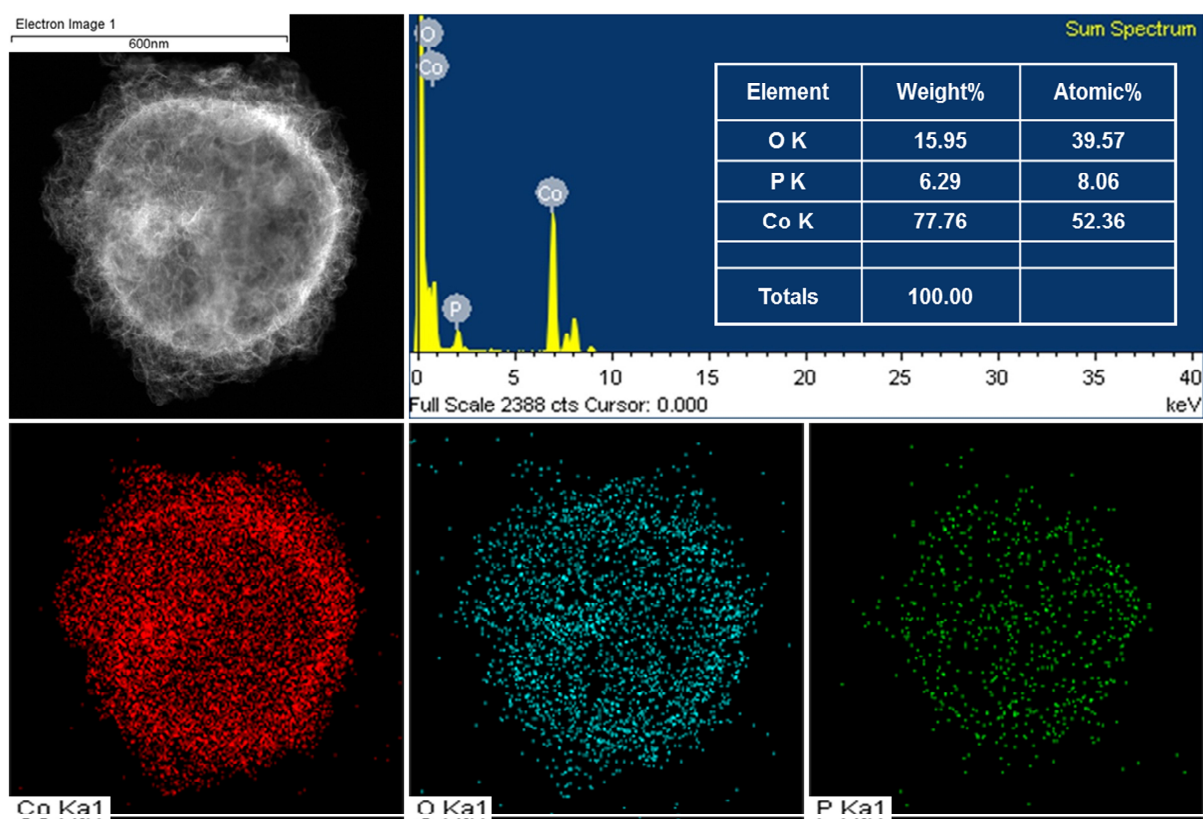 Electron Image 1
600nm
Sum Spectrum
O
Co
Co
P
Element Weight% Atomic%
O K 15.95 39.57
P K 6.29 8.06
Co K 77.76 52.36
Totals 100.00
0 5 10 15 20 25 30 35 40
Full Scale 2388 cts Cursor: 0.000 keV
Co Ka1
O Ka1
P Ka1